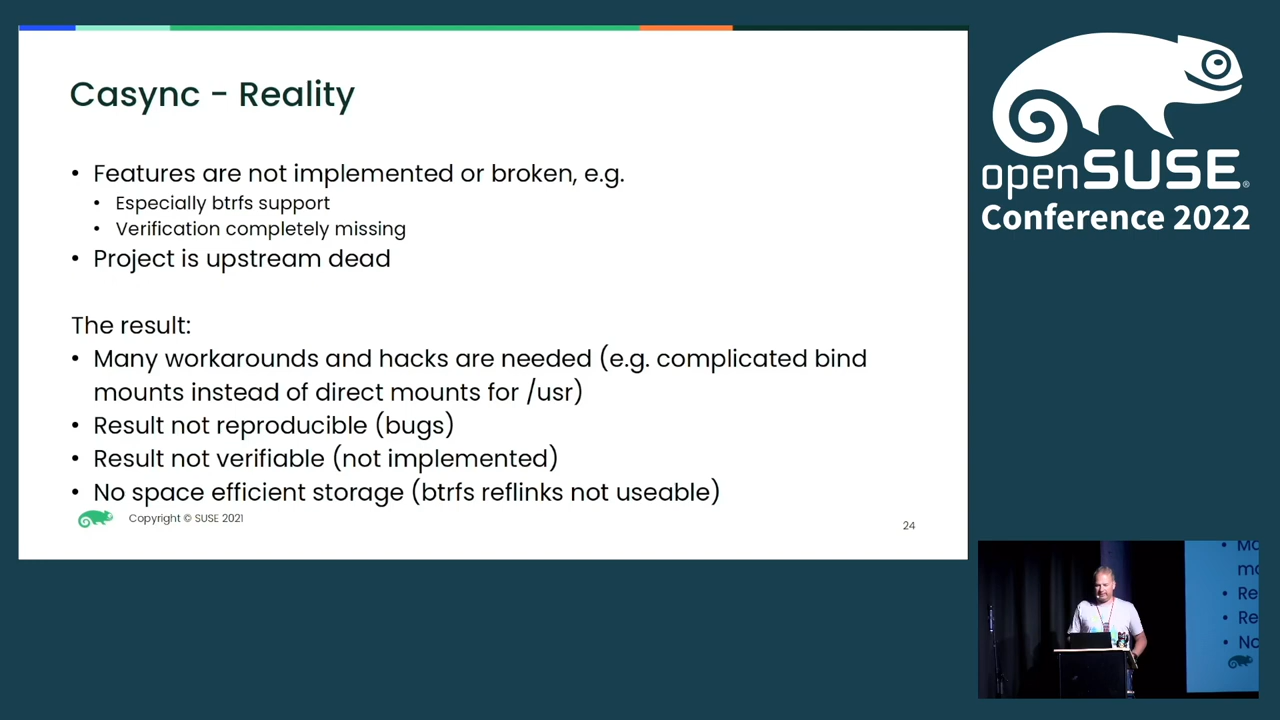 Casync - Reality
• Features are not implemented or broken, e.g.
• Especially btrfs support
• Verification completely missing
• Project is upstream dead
The result:
• Many workarounds and hacks are needed (e.g. complicated bind
mounts instead of direct mounts for /usr)
• Result not reproducible (bugs)
• Result not verifiable (not implemented)
• No space efficient storage (btrfs reflinks not useable)
Copyright © SUSE 2021
24
openSUSE®
Conference 2022
• Re
• Re
• No